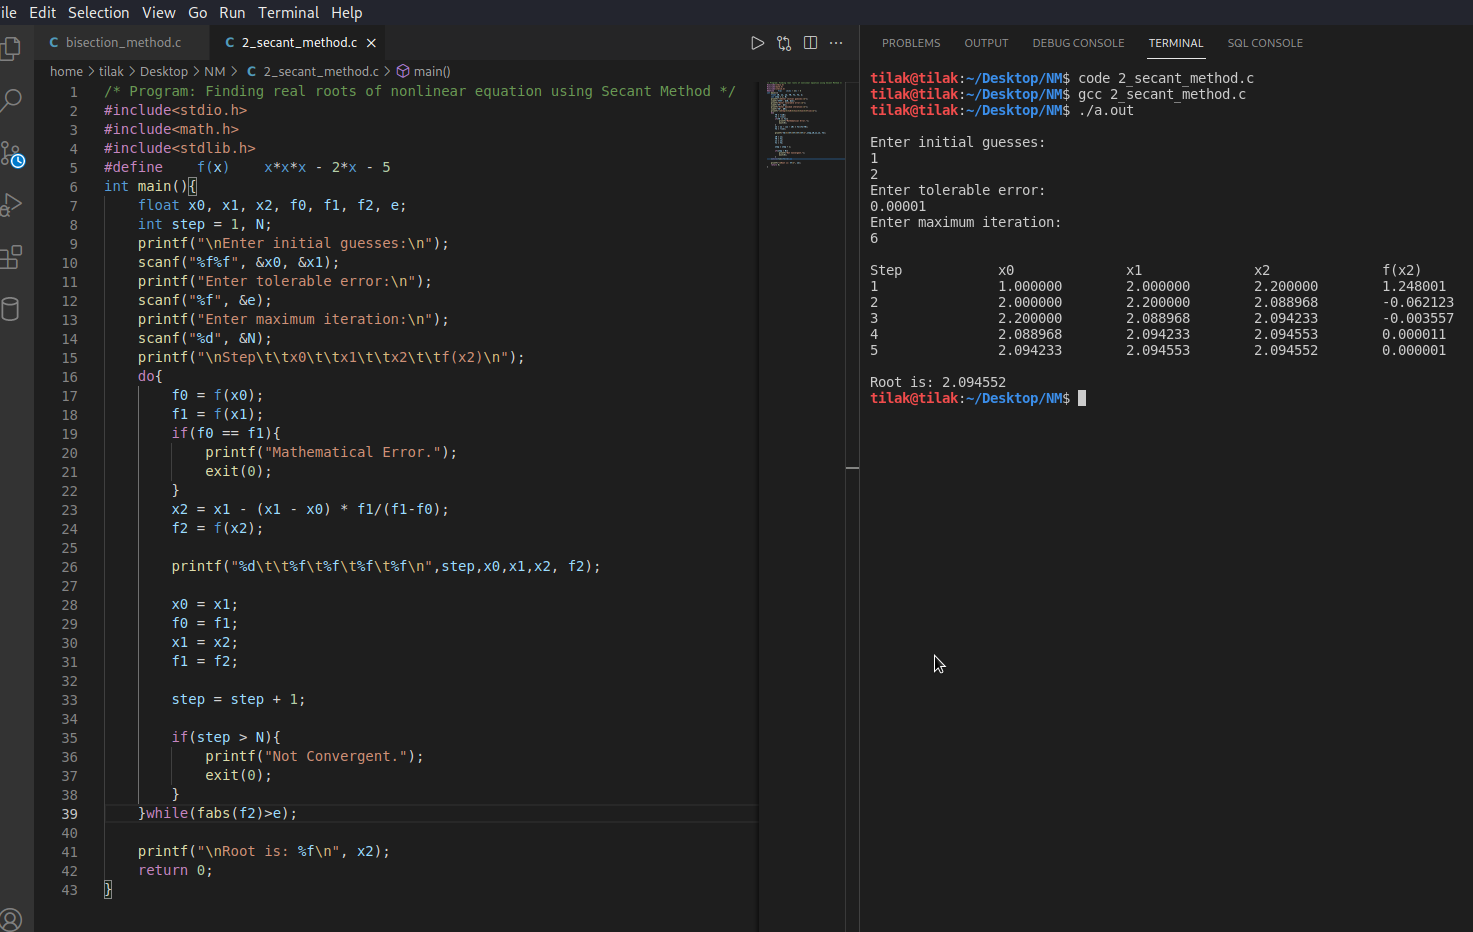 ile Edit Selection View Go Run Terminal Help
C bisection_method.c C 2_secant_method.c ×
home > tilak > Desktop > NM > C 2_secant_method.c > main()
1 /* Program: Finding real roots of nonlinear equation using Secant Method */
2 #include<stdio.h>
3 #include<math.h>
4 #include<stdlib.h>
5 #define    f(x)    x*x*x - 2*x - 5
6 int main(){
7     float x0, x1, x2, f0, f1, f2, e;
8     int step = 1, N;
9     printf("\nEnter initial guesses:\n");
10     scanf("%f%f", &x0, &x1);
11     printf("Enter tolerable error:\n");
12     scanf("%f", &e);
13     printf("Enter maximum iteration:\n");
14     scanf("%d", &N);
15     printf("\nStep\t\tx0\t\tx1\t\tx2\t\tf(x2)\n");
16     do{
17         f0 = f(x0);
18         f1 = f(x1);
19         if(f0 == f1){
20             printf("Mathematical Error.");
21             exit(0);
22         }
23         x2 = x1 - (x1 - x0) * f1/(f1-f0);
24         f2 = f(x2);
25
26         printf("%d\t\t%f\t%f\t%f\t%f\n",step,x0,x1,x2, f2);
27
28         x0 = x1;
29         f0 = f1;
30         x1 = x2;
31         f1 = f2;
32
33         step = step + 1;
34
35         if(step > N){
36             printf("Not Convergent.");
37             exit(0);
38         }
39     }while(fabs(f2)>e);
40
41     printf("\nRoot is: %f\n", x2);
42     return 0;
43 }
PROBLEMS OUTPUT DEBUG CONSOLE TERMINAL SQL CONSOLE
tilak@tilak:~/Desktop/NM$ code 2_secant_method.c
tilak@tilak:~/Desktop/NM$ gcc 2_secant_method.c
tilak@tilak:~/Desktop/NM$ ./a.out
Enter initial guesses:
1
2
Enter tolerable error:
0.00001
Enter maximum iteration:
6
Step x0 x1 x2 f(x2)
1 1.000000 2.000000 2.200000 1.248001
2 2.000000 2.200000 2.088968 -0.062123
3 2.200000 2.088968 2.094233 -0.003557
4 2.088968 2.094233 2.094553 0.000011
5 2.094233 2.094553 2.094552 0.000001
Root is: 2.094552
tilak@tilak:~/Desktop/NM$